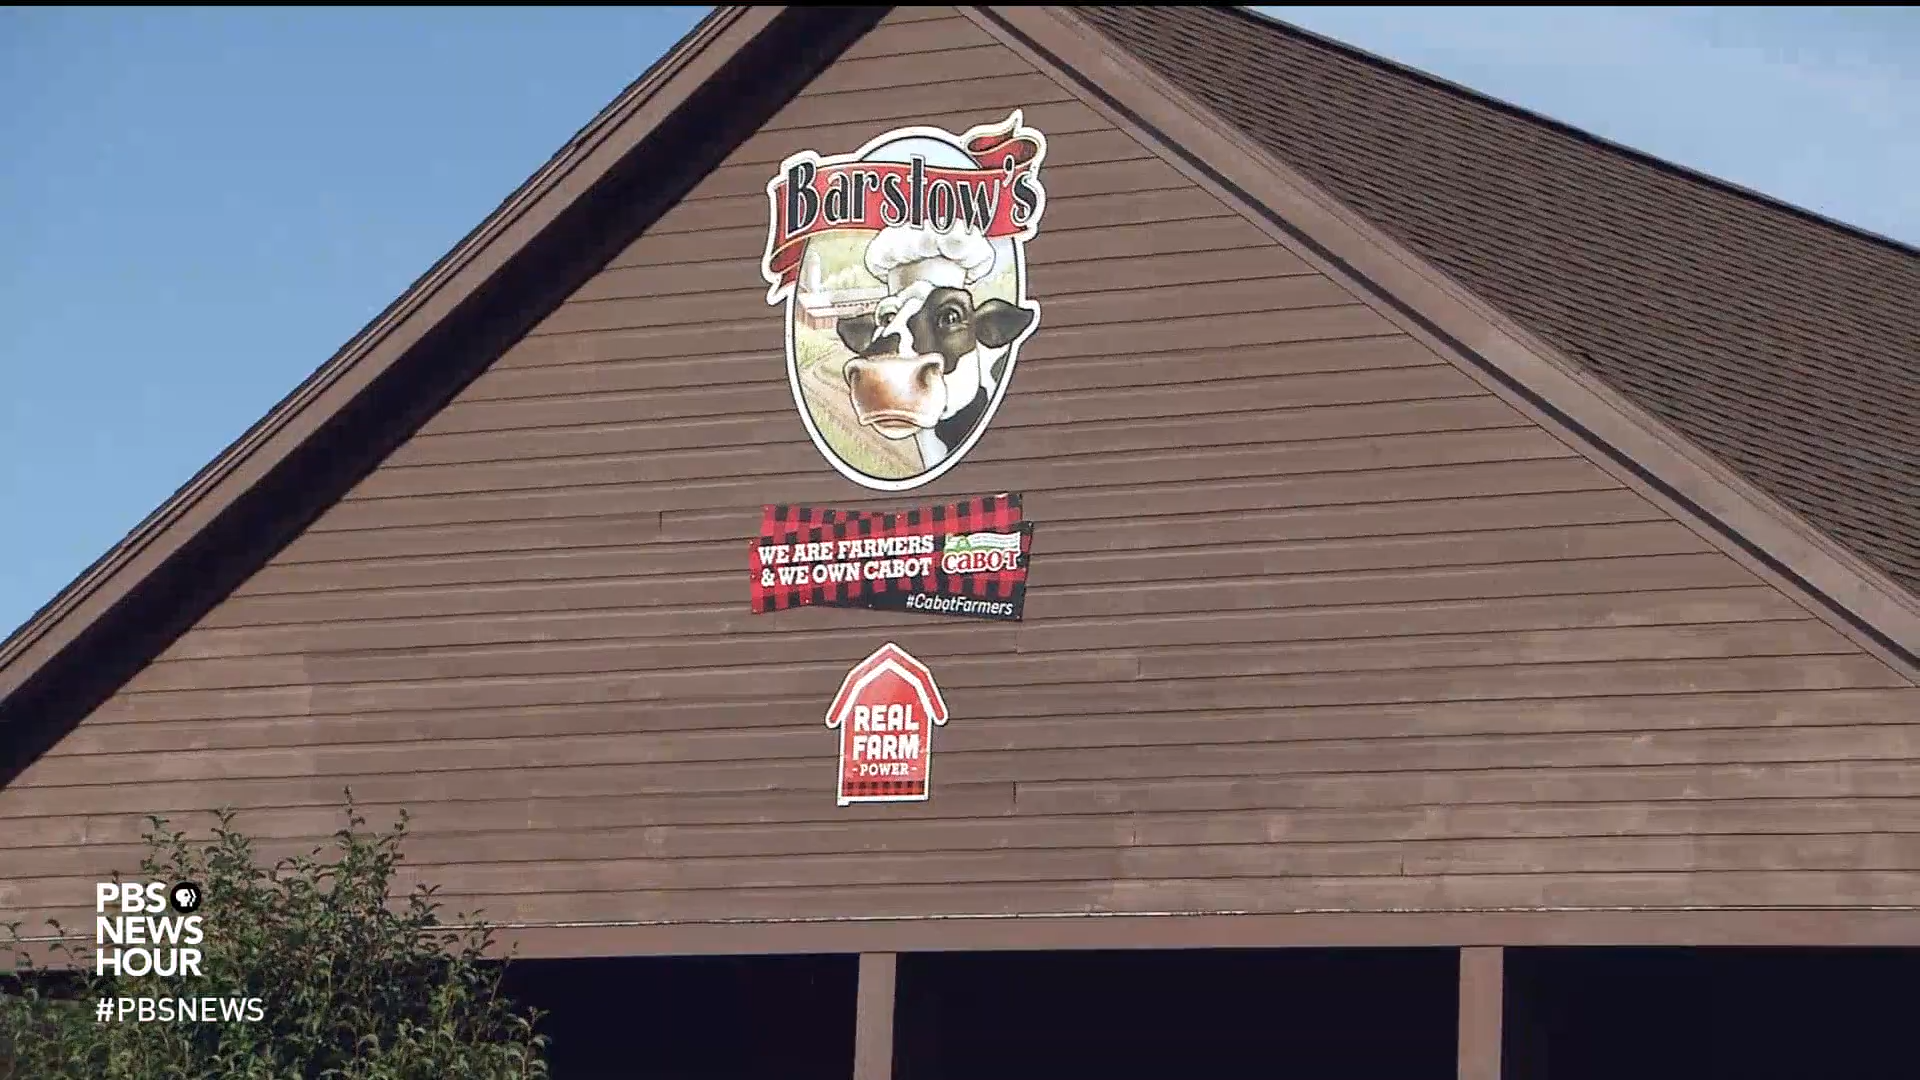 Barstow's
WE ARE FARMERS
& WE OWN CABOT
CABOT
#CabotFarmers
REAL
FARM
-POWER-
PBS
NEWS
HOUR
#PBSNEWS